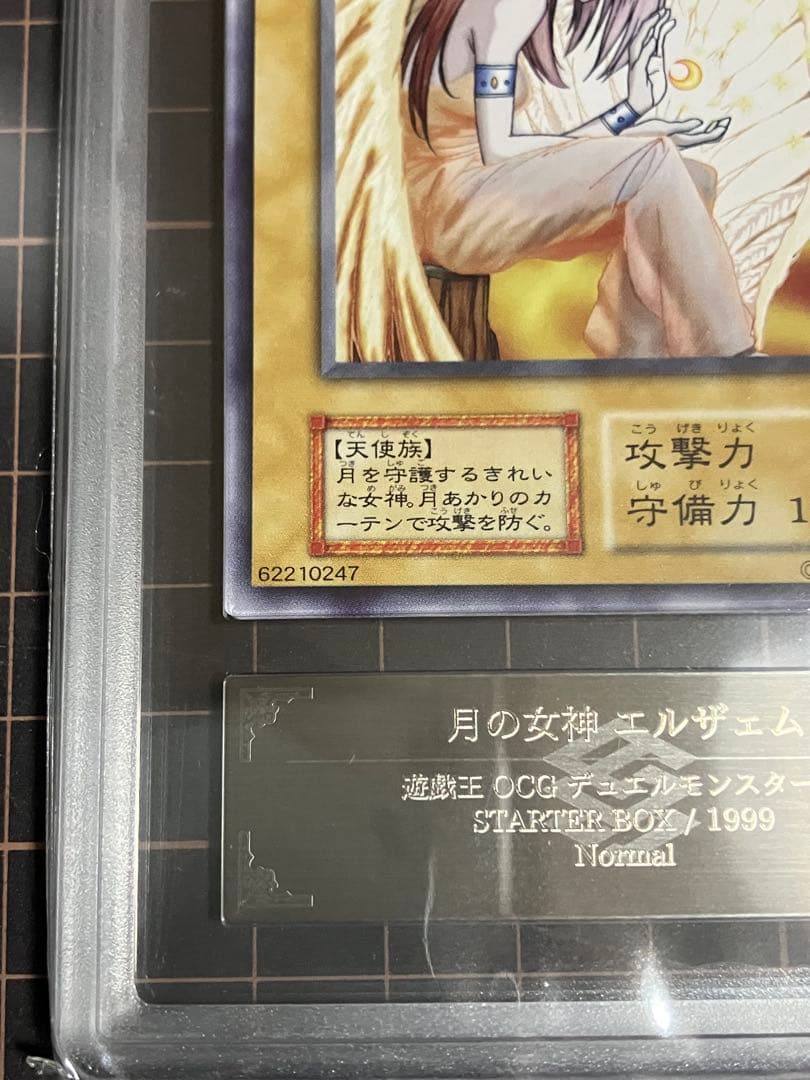 【天使族】
月を守護するきれい
な女神。月あかりのカ
ーテンで攻撃を防ぐ。
攻撃力
守備力 1
62210247
©
月の女神 エルザェム
遊戯王 OCG デュエルモンスター
STARTER BOX / 1999
Normal